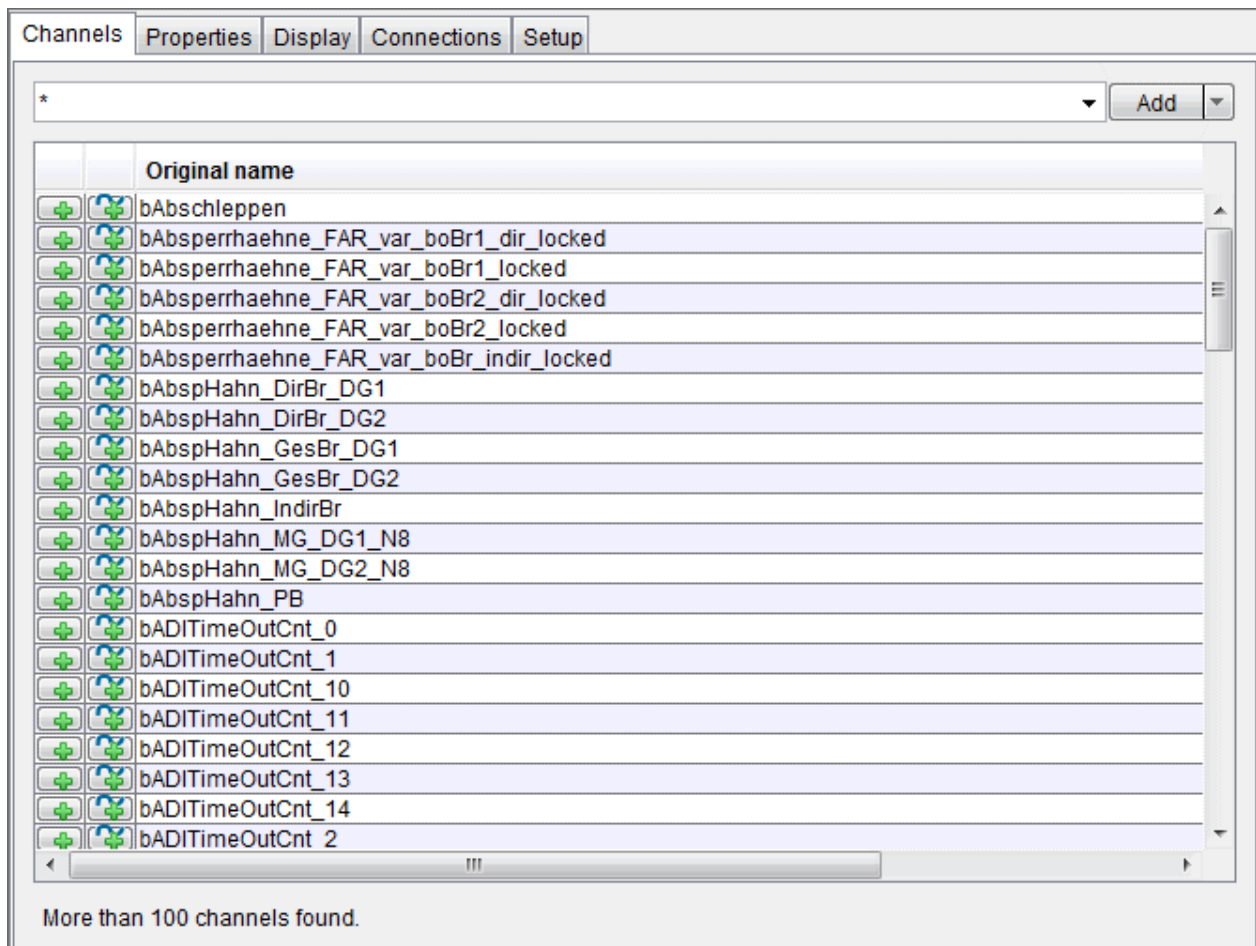 Channels Properties Display Connections Setup
* Add
Original name
bAbschleppen
bAbsperrhaehne_FAR_var_boBr1_dir_locked
bAbsperrhaehne_FAR_var_boBr1_locked
bAbsperrhaehne_FAR_var_boBr2_dir_locked
bAbsperrhaehne_FAR_var_boBr2_locked
bAbsperrhaehne_FAR_var_boBr_indir_locked
bAbspHahn_DirBr_DG1
bAbspHahn_DirBr_DG2
bAbspHahn_GesBr_DG1
bAbspHahn_GesBr_DG2
bAbspHahn_IndirBr
bAbspHahn_MG_DG1_N8
bAbspHahn_MG_DG2_N8
bAbspHahn_PB
bADITimeOutCnt_0
bADITimeOutCnt_1
bADITimeOutCnt_10
bADITimeOutCnt_11
bADITimeOutCnt_12
bADITimeOutCnt_13
bADITimeOutCnt_14
bADITimeOutCnt_2
More than 100 channels found.